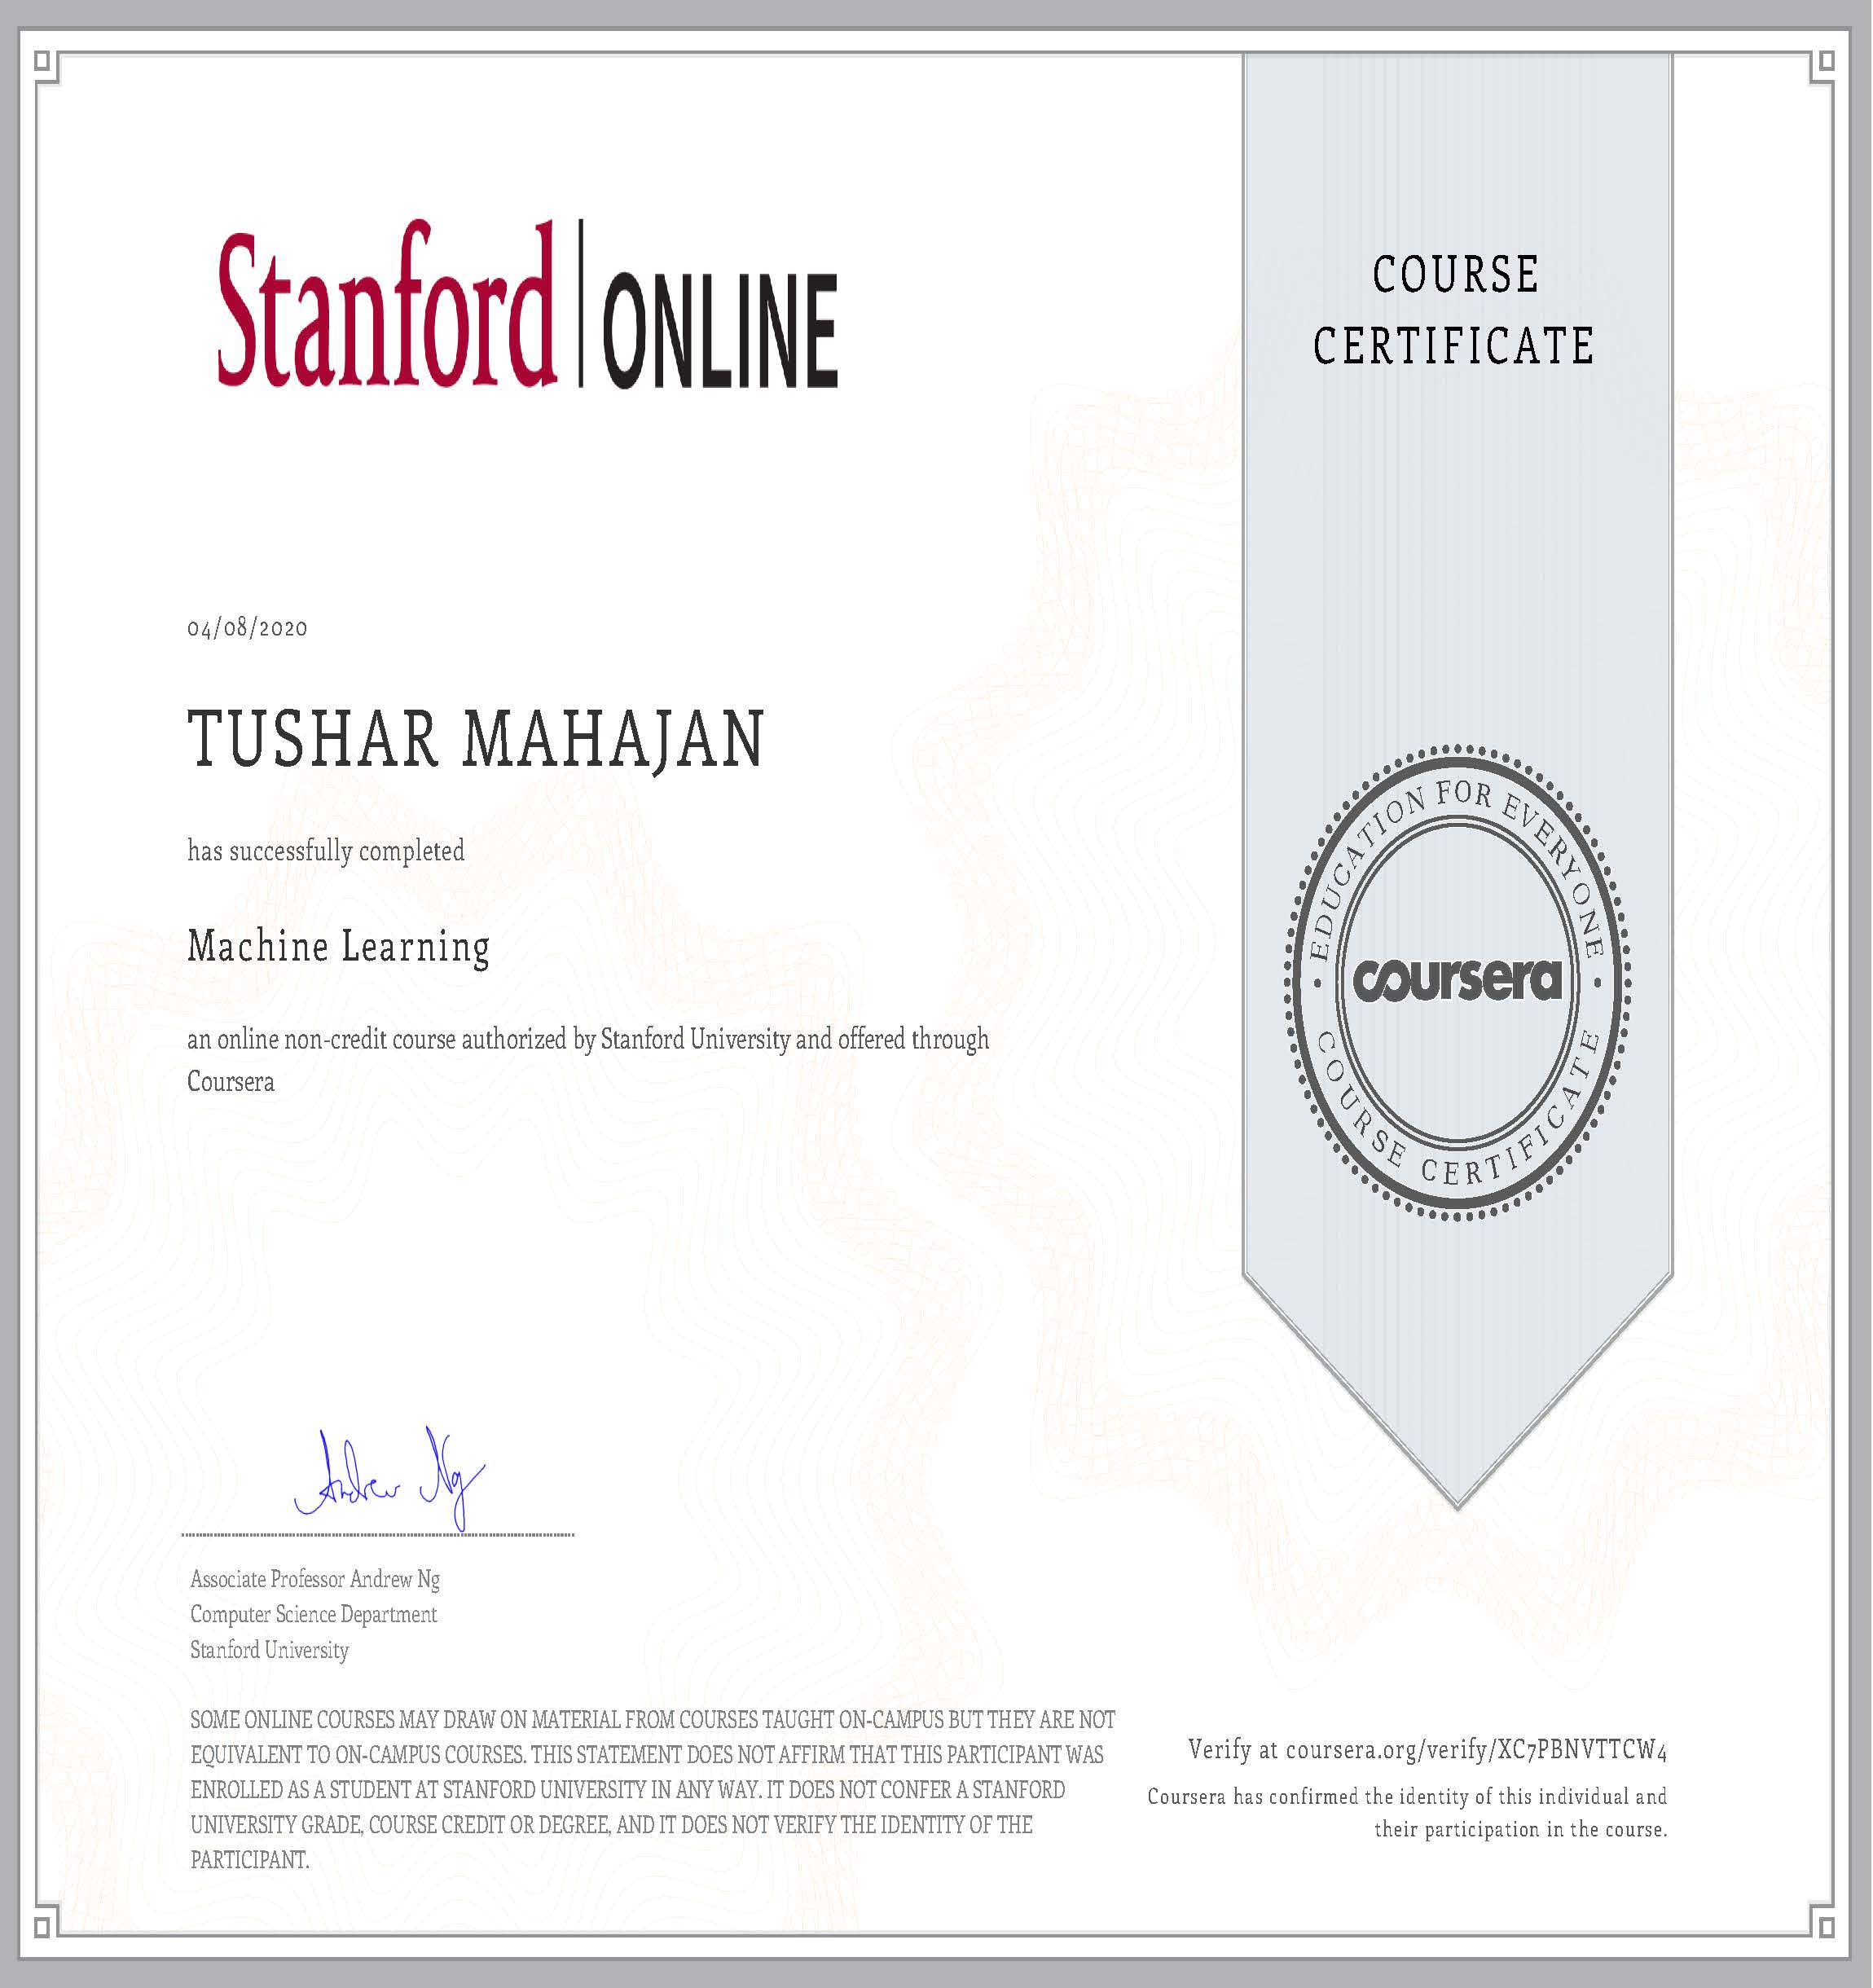 Stanford | ONLINE
COURSE
CERTIFICATE
04/08/2020
TUSHAR MAHAJAN
has successfully completed
Machine Learning
an online non-credit course authorized by Stanford University and offered through
Coursera
EDUCATION FOR EVERYONE
coursera
COURSE CERTIFICATE
Andrew Ng
Associate Professor Andrew Ng
Computer Science Department
Stanford University
SOME ONLINE COURSES MAY DRAW ON MATERIAL FROM COURSES TAUGHT ON-CAMPUS BUT THEY ARE NOT
EQUIVALENT TO ON-CAMPUS COURSES. THIS STATEMENT DOES NOT AFFIRM THAT THIS PARTICIPANT WAS
ENROLLED AS A STUDENT AT STANFORD UNIVERSITY IN ANY WAY. IT DOES NOT CONFER A STANFORD
UNIVERSITY GRADE, COURSE CREDIT OR DEGREE, AND IT DOES NOT VERIFY THE IDENTITY OF THE
PARTICIPANT.
Verify at coursera.org/verify/XC7PBNVTTCW4
Coursera has confirmed the identity of this individual and
their participation in the course.